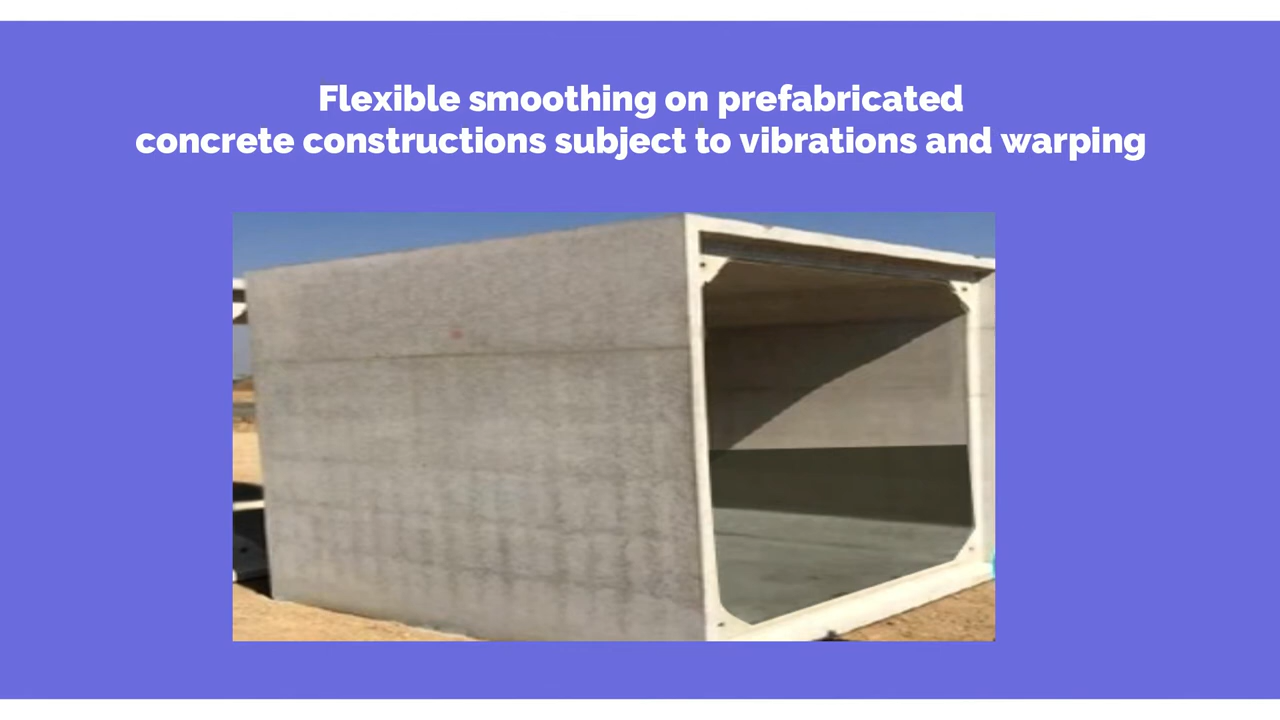 Flexible smoothing on prefabricated
concrete constructions subject to vibrations and warping